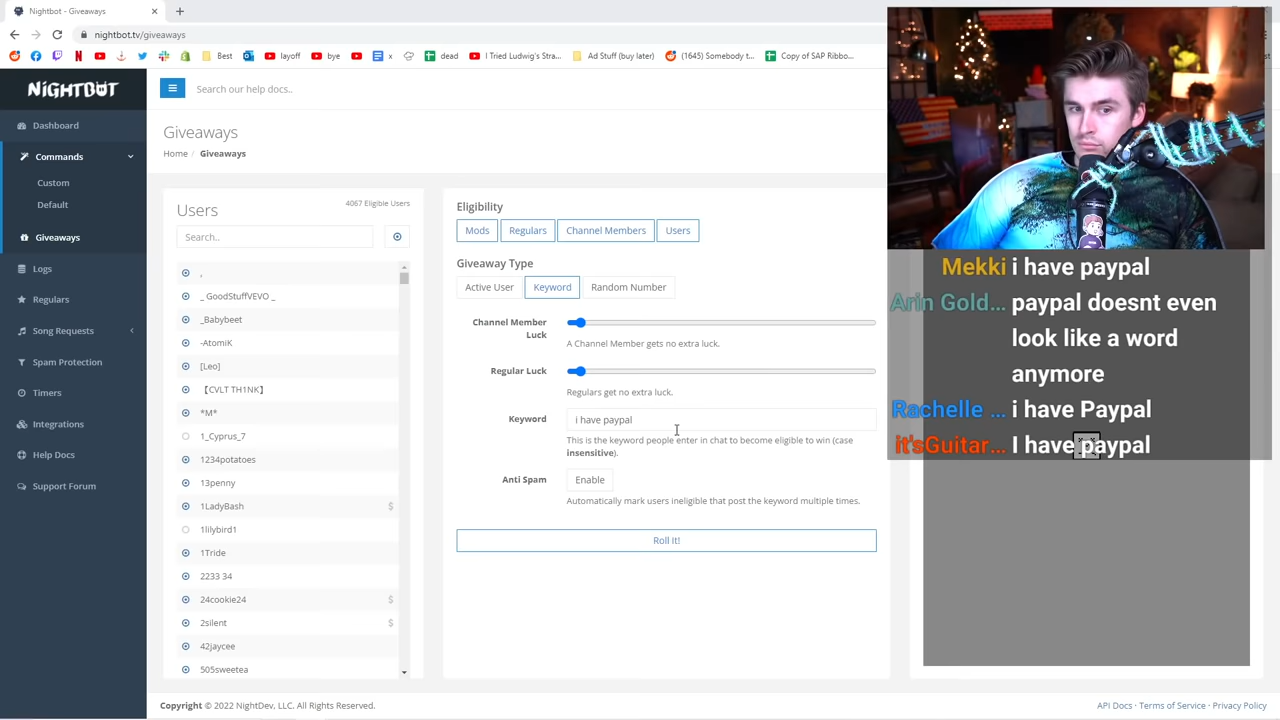 Nightbot - Giveaways
nightbot.tv/giveaways
Best
layoff
bye
x
dead
I Tried Ludwig's Stra...
Ad Stuff (buy later)
(1645) Somebody t...
Copy of SAP Ribbo...
NiGHTBOT
Search our help docs..
Dashboard
Commands
Custom
Default
Giveaways
Logs
Regulars
Song Requests
Spam Protection
Timers
Integrations
Help Docs
Support Forum
Giveaways
Home / Giveaways
Users
4067 Eligible Users
Search..
,
_ GoodStuffVEVO _
_Babybeet
-AtomiK
[Leo]
【CVLT TH1NK】
*M*
1_Cyprus_7
1234potatoes
13penny
1LadyBash $
1lilybird1
1Tride
2233 34
24cookie24 $
2silent $
42jaycee
505sweetea
Eligibility
Mods Regulars Channel Members Users
Giveaway Type
Active User Keyword Random Number
Channel Member
Luck
A Channel Member gets no extra luck.
Regular Luck
Regulars get no extra luck.
Keyword
i have paypal
This is the keyword people enter in chat to become eligible to win (case
insensitive).
Anti Spam
Enable
Automatically mark users ineligible that post the keyword multiple times.
Roll It!
Mekki i have paypal
Arin Gold... paypal doesnt even
look like a word
anymore
Rachelle ... i have Paypal
it'sGuitar... I have paypal
Copyright © 2022 NightDev, LLC. All Rights Reserved.
API Docs · Terms of Service · Privacy Policy